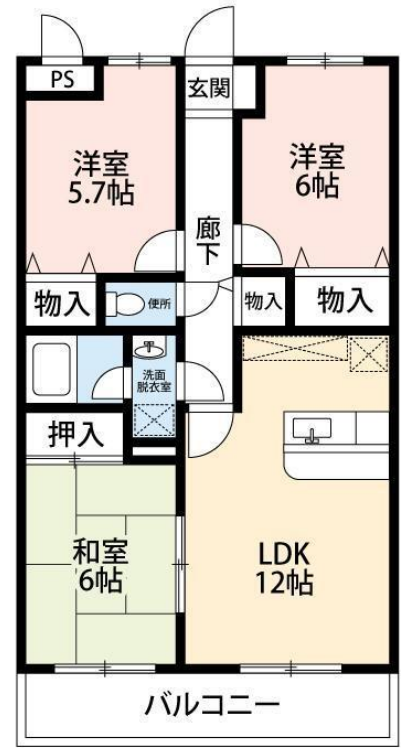 PS
玄関
洋室
5.7帖
洋室
6帖
廊下
物入
便所
物入
物入
洗面
脱衣室
押入
和室
6帖
LDK
12帖
バルコニー